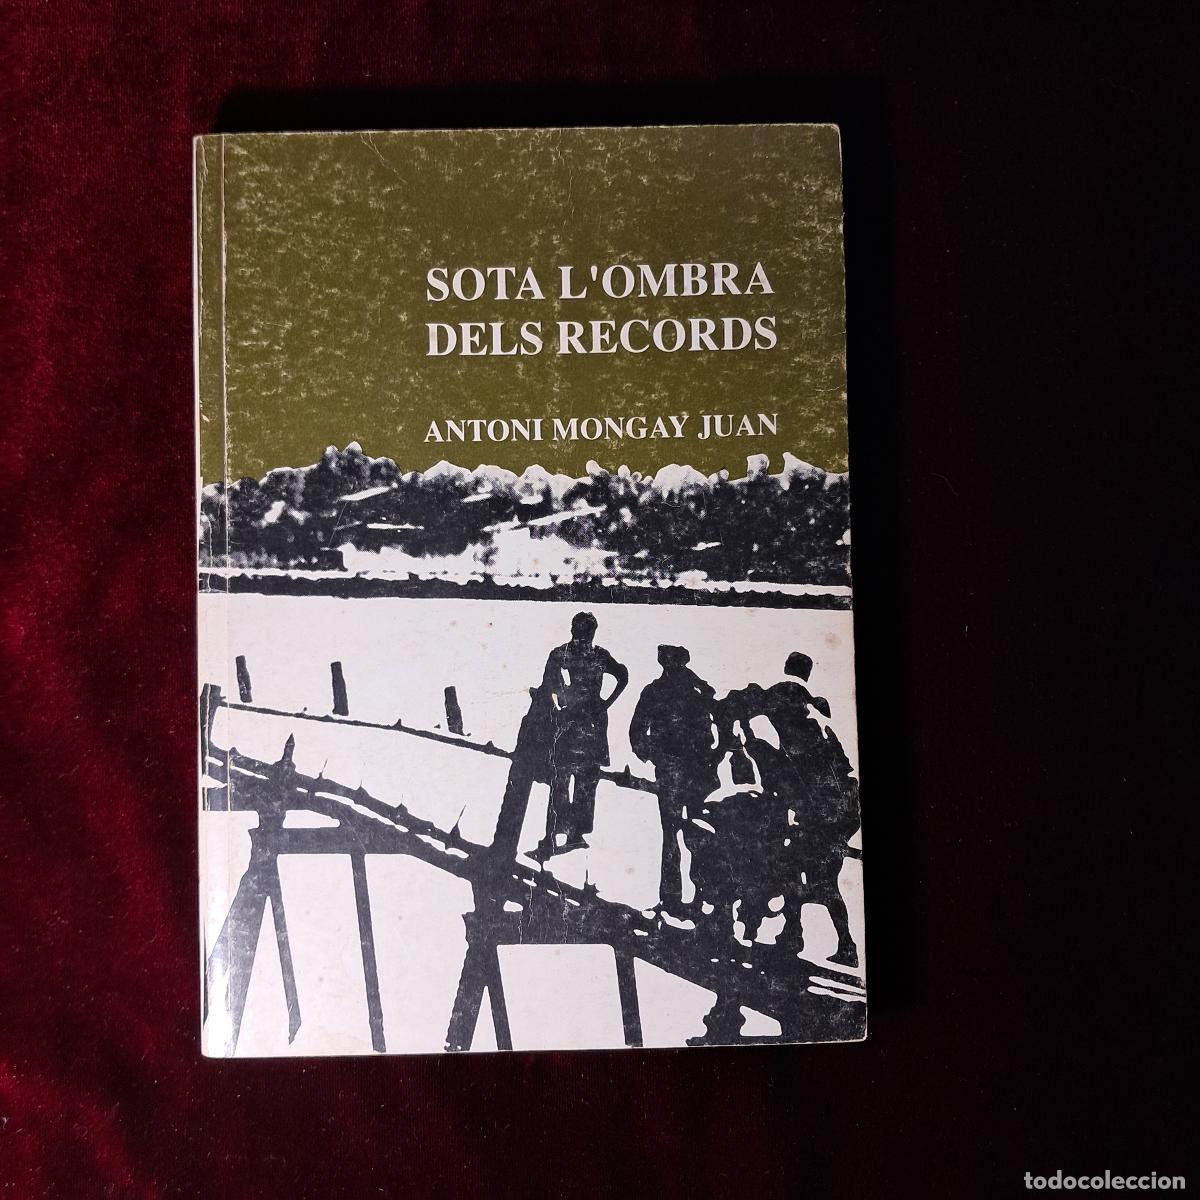 SOTA L'OMBRA
DELS RECORDS
ANTONI MONGAY JUAN
todocoleccion